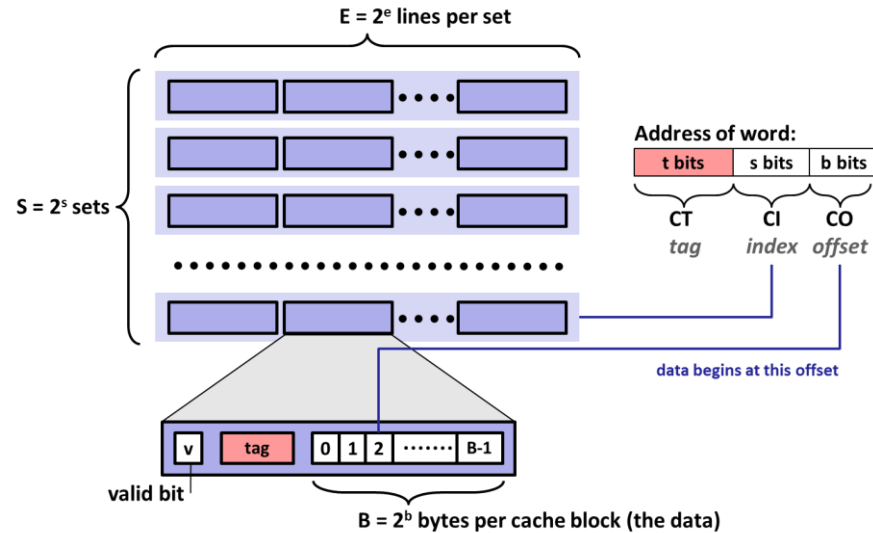 E = 2ᵉ lines per set
S = 2ˢ sets
Address of word:
t bits s bits b bits
CT CI CO
tag index offset
data begins at this offset
v tag 0 1 2 ······· B-1
valid bit
B = 2ᵇ bytes per cache block (the data)